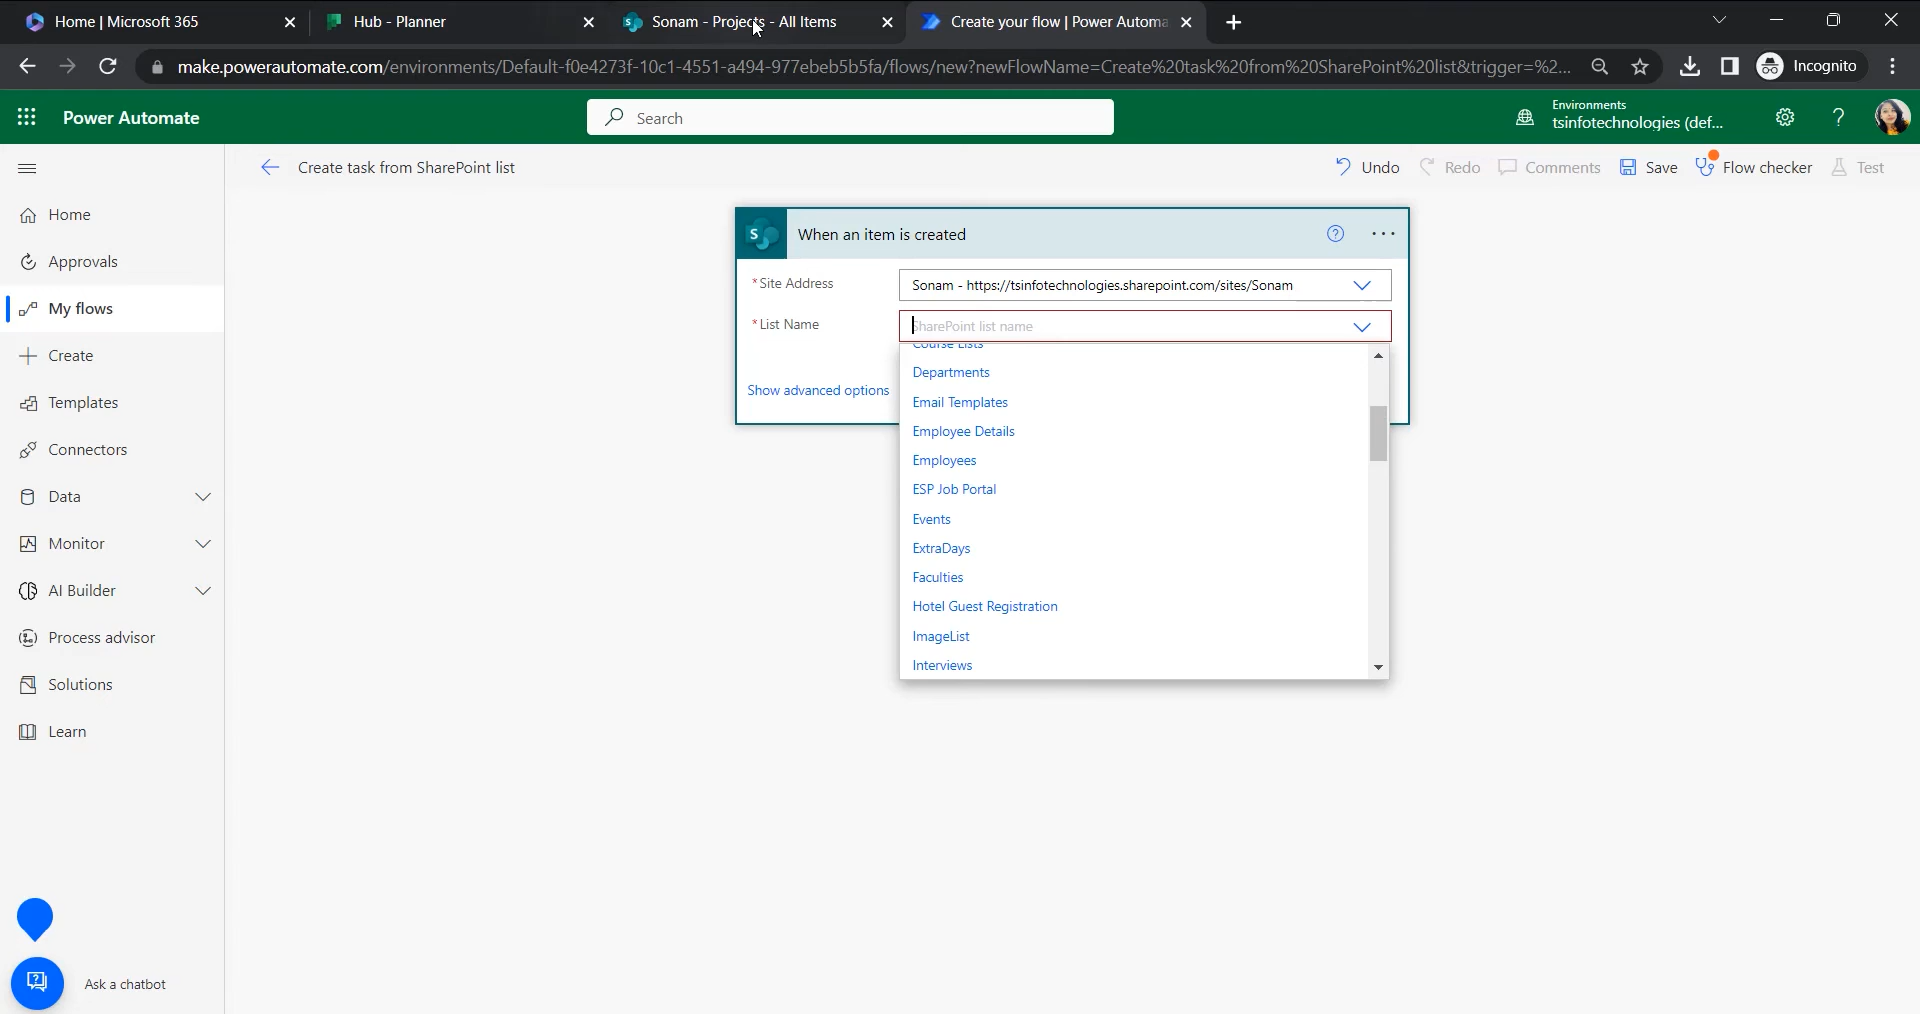 Home | Microsoft 365
Hub - Planner
Sonam - Projects - All Items
Create your flow | Power Automa
make.powerautomate.com/environments/Default-f0e4273f-10c1-4551-a494-977ebeb5b5fa/flows/new?newFlowName=Create%20task%20from%20SharePoint%20list&trigger=%2...
Incognito
Power Automate
Search
Environments
tsinfotechnologies (def...
Create task from SharePoint list
Undo
Redo
Comments
Save
Flow checker
Test
Home
Approvals
My flows
Create
Templates
Connectors
Data
Monitor
AI Builder
Process advisor
Solutions
Learn
Ask a chatbot
S
When an item is created
* Site Address
Sonam - https://tsinfotechnologies.sharepoint.com/sites/Sonam
* List Name
SharePoint list name
Show advanced options
Course Lists
Departments
Email Templates
Employee Details
Employees
ESP Job Portal
Events
ExtraDays
Faculties
Hotel Guest Registration
ImageList
Interviews